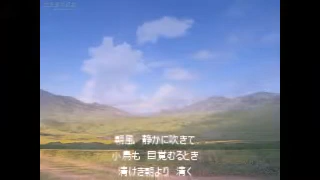 朝風 静かに吹きて
小鳥も 目覚むるとき
清けき朝より 清く